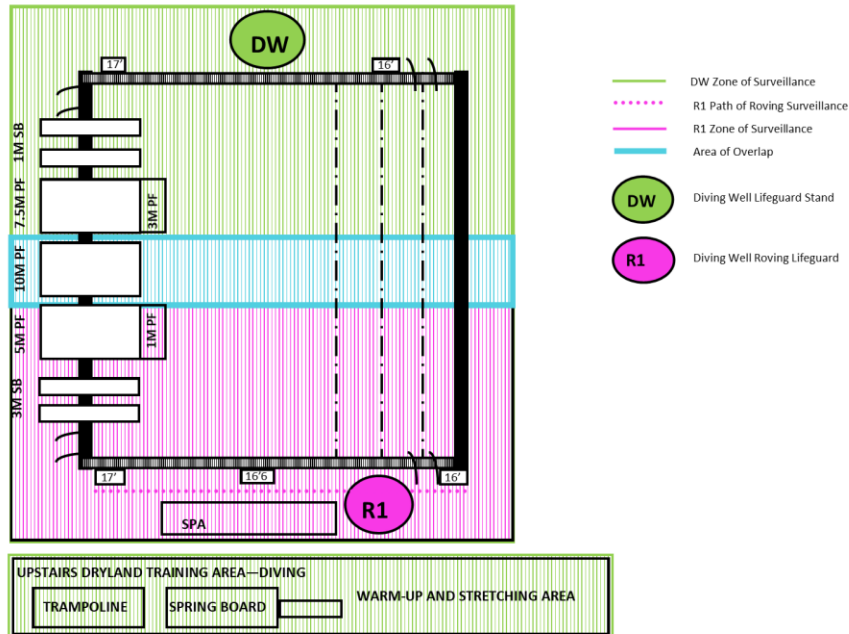 DW
17'
16'
1M SB
7.5M PF
3M PF
10M PF
5M PF
1M PF
3M SB
17'
16'6
16'
R1
SPA
DW Zone of Surveillance
R1 Path of Roving Surveillance
R1 Zone of Surveillance
Area of Overlap
DW
Diving Well Lifeguard Stand
R1
Diving Well Roving Lifeguard
UPSTAIRS DRYLAND TRAINING AREA—DIVING
TRAMPOLINE
SPRING BOARD
WARM-UP AND STRETCHING AREA